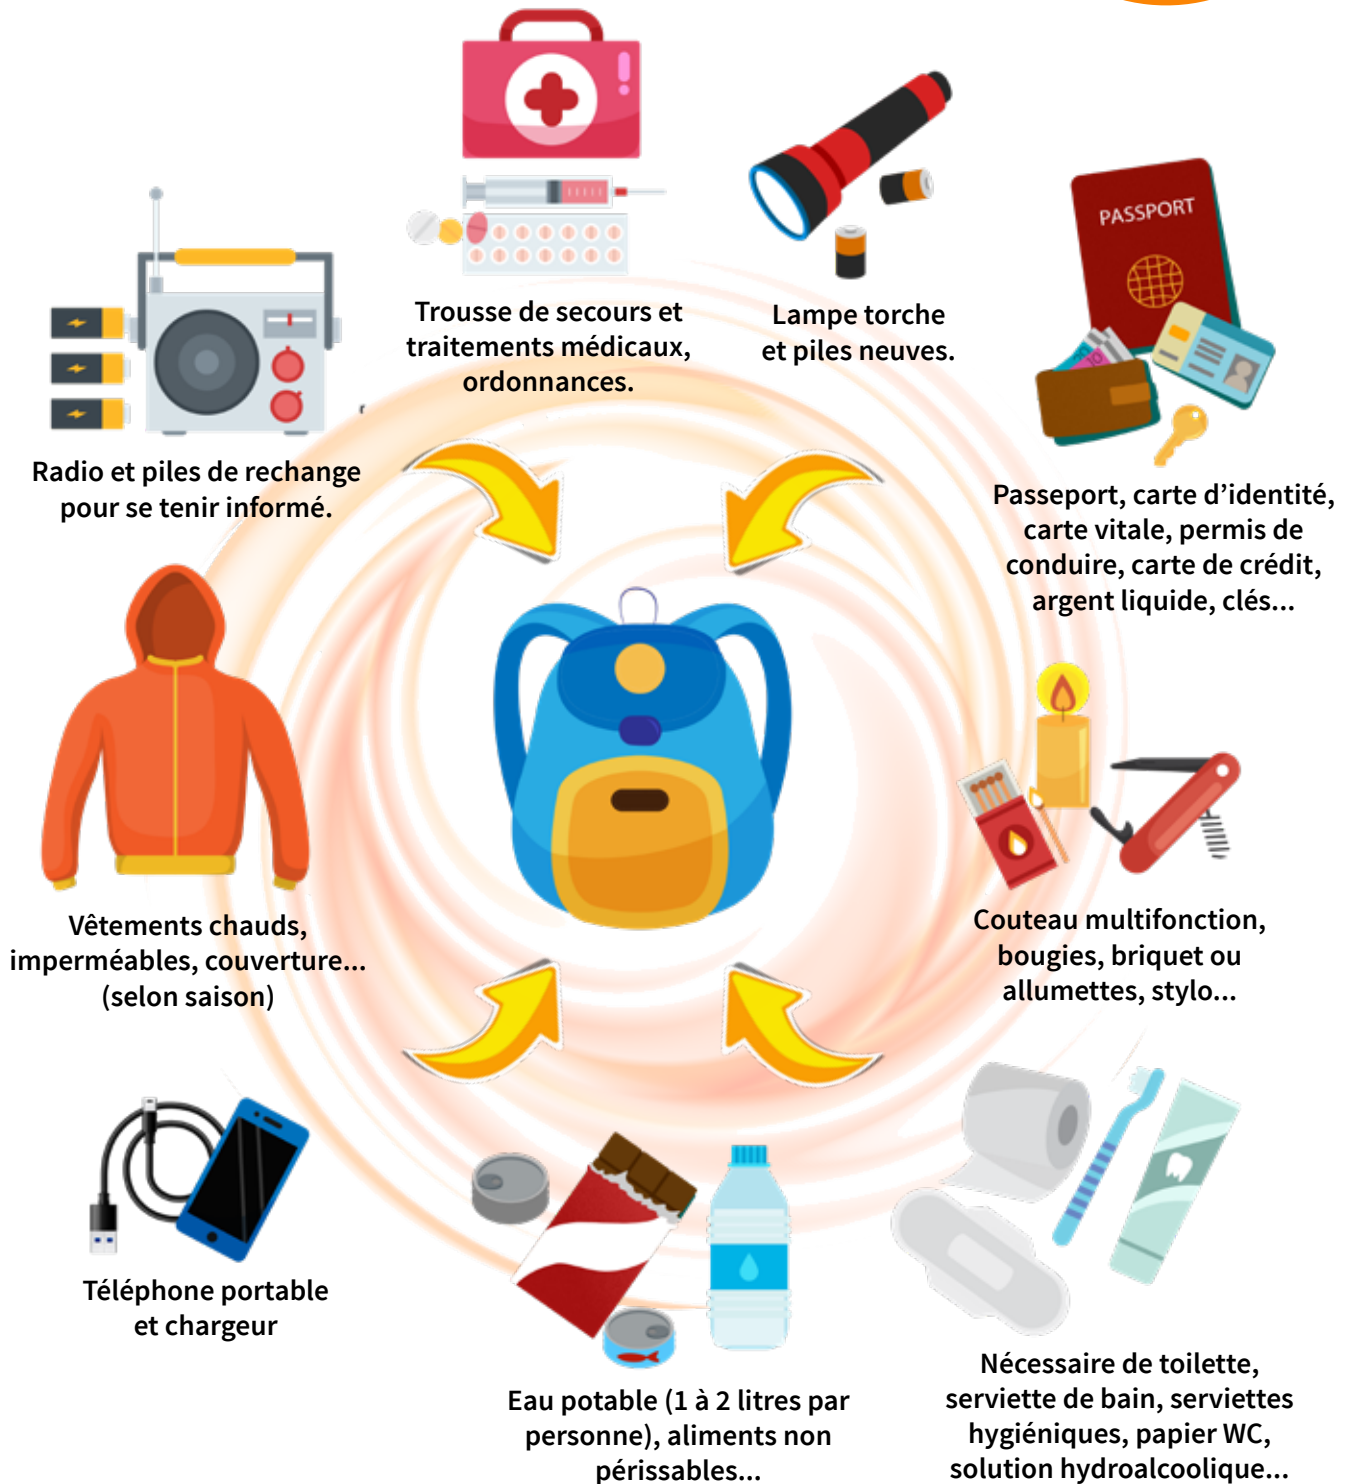 Trousse de secours et
traitements médicaux,
ordonnances.
Lampe torche
et piles neuves.
PASSPORT
10
Radio et piles de rechange
pour se tenir informé.
Passeport, carte d’identité,
carte vitale, permis de
conduire, carte de crédit,
argent liquide, clés...
Vêtements chauds,
imperméables, couverture...
(selon saison)
Couteau multifonction,
bougies, briquet ou
allumettes, stylo...
Téléphone portable
et chargeur
Eau potable (1 à 2 litres par
personne), aliments non
périssables...
Nécessaire de toilette,
serviette de bain, serviettes
hygiéniques, papier WC,
solution hydroalcoolique...